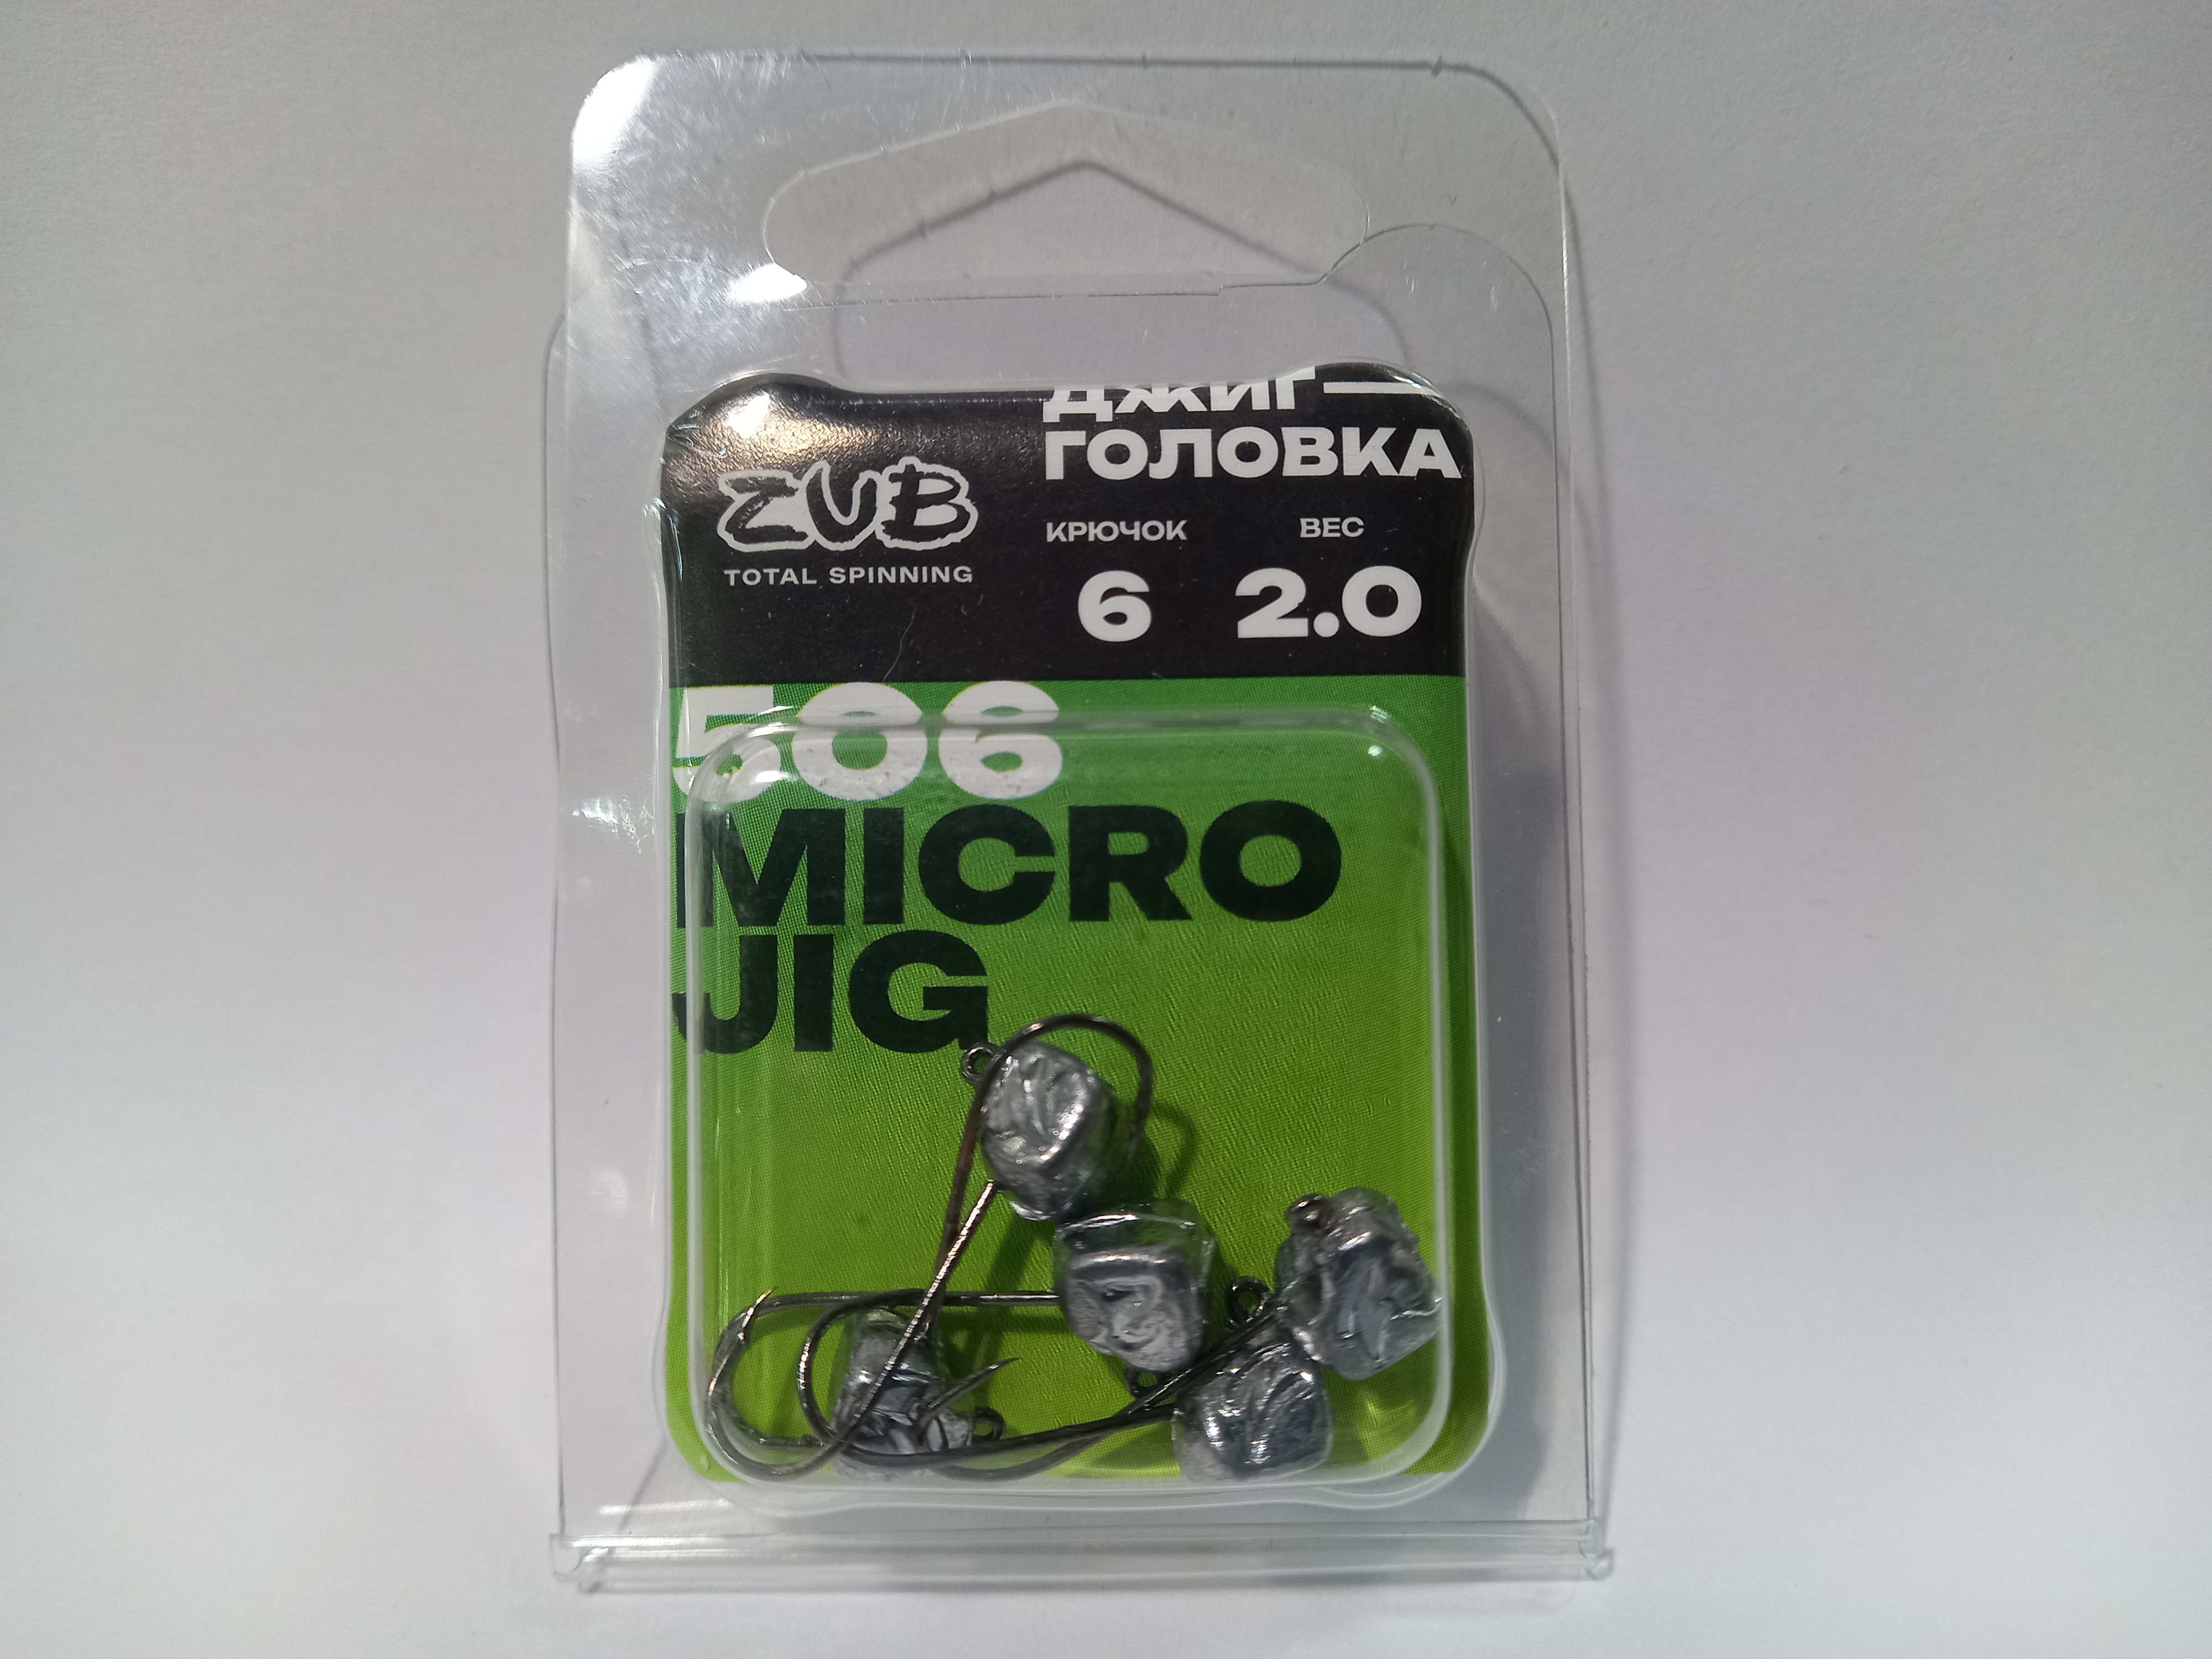 ZUB
TOTAL SPINNING
ДЖИГ—
ГОЛОВКА
КРЮЧОК ВЕС
6 2.0
506
MICRO
JIG